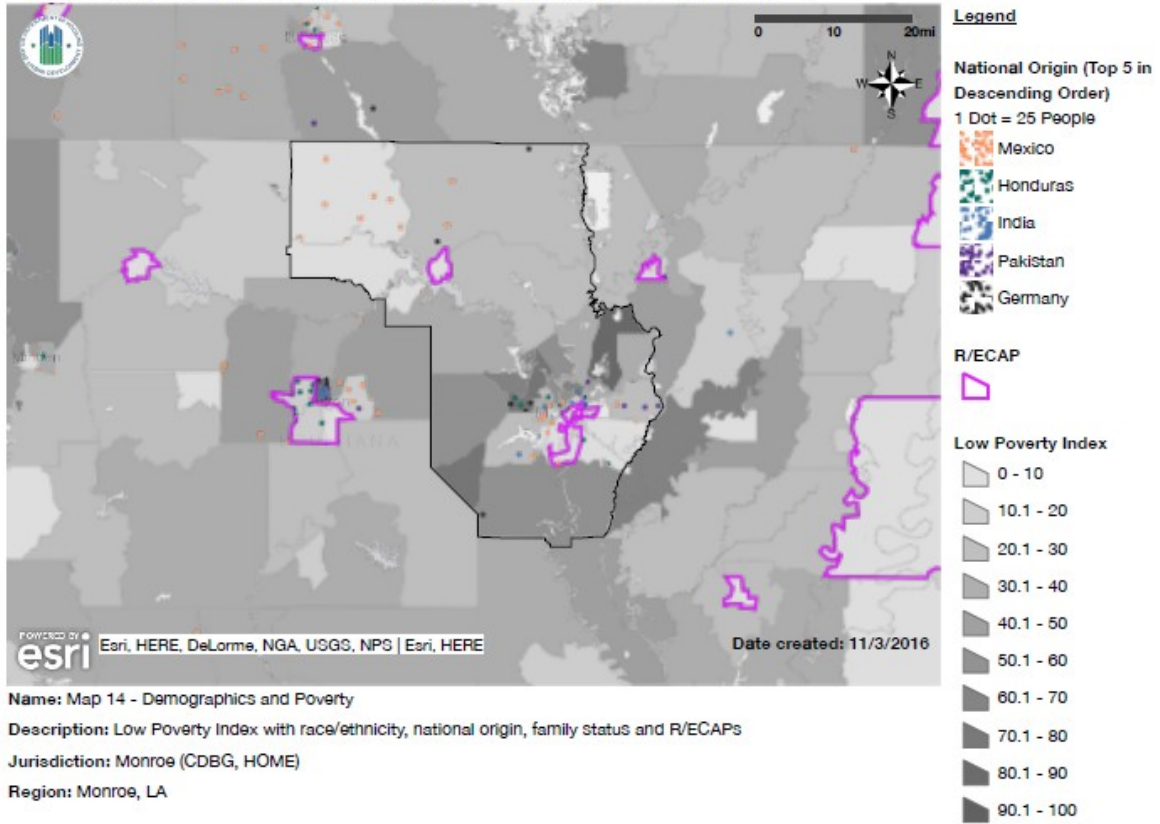 0 10 20mi
N
W E
S
POWERED BY
esri
Esri, HERE, DeLorme, NGA, USGS, NPS | Esri, HERE
Date created: 11/3/2016
Name: Map 14 - Demographics and Poverty
Description: Low Poverty Index with race/ethnicity, national origin, family status and R/ECAPs
Jurisdiction: Monroe (CDBG, HOME)
Region: Monroe, LA
Legend
National Origin (Top 5 in
Descending Order)
1 Dot = 25 People
Mexico
Honduras
India
Pakistan
Germany
R/ECAP
Low Poverty Index
0 - 10
10.1 - 20
20.1 - 30
30.1 - 40
40.1 - 50
50.1 - 60
60.1 - 70
70.1 - 80
80.1 - 90
90.1 - 100